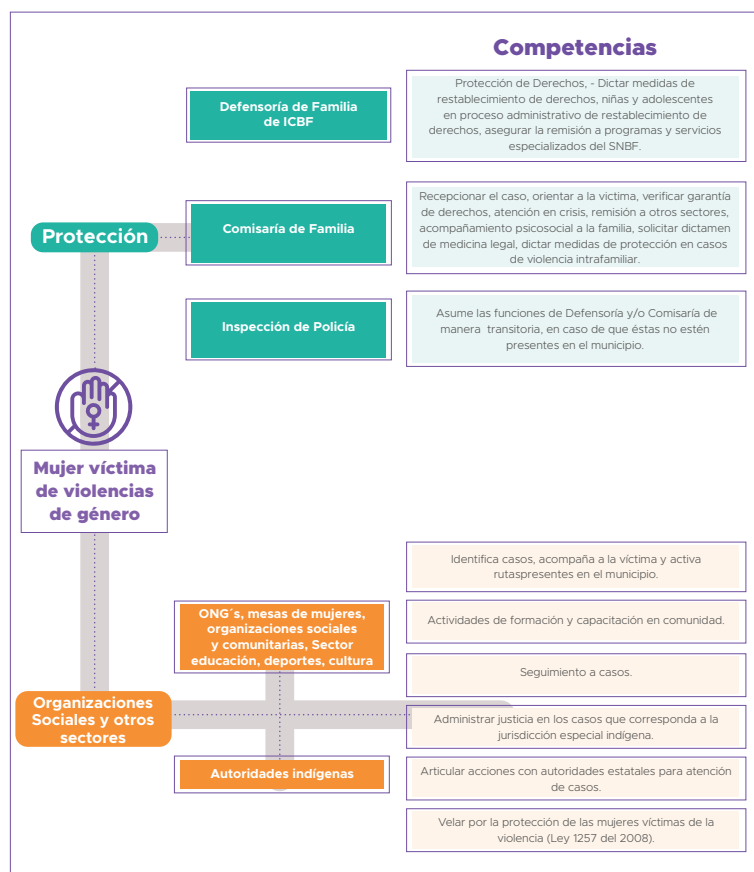 Competencias
Defensoría de Familia
de ICBF
Protección de Derechos, - Dictar medidas de
restablecimiento de derechos, niñas y adolescentes
en proceso administrativo de restablecimiento de
derechos, asegurar la remisión a programas y servicios
especializados del SNBF.
Protección
Comisaría de Familia
Recepcionar el caso, orientar a la victima, verificar garantía
de derechos, atención en crisis, remisión a otros sectores,
acompañamiento psicosocial a la familia, solicitar dictamen
de medicina legal, dictar medidas de protección en casos
de violencia intrafamiliar.
Inspección de Policía
Asume las funciones de Defensoría y/o Comisaría de
manera transitoria, en caso de que éstas no estén
presentes en el municipio.
Mujer víctima
de violencias
de género
Organizaciones
Sociales y otros
sectores
ONG´s, mesas de mujeres,
organizaciones sociales
y comunitarias, Sector
educación, deportes, cultura
Identifica casos, acompaña a la víctima y activa
rutaspresentes en el municipio.
Actividades de formación y capacitación en comunidad.
Seguimiento a casos.
Autoridades indígenas
Administrar justicia en los casos que corresponda a la
jurisdicción especial indígena.
Articular acciones con autoridades estatales para atención
de casos.
Velar por la protección de las mujeres víctimas de la
violencia (Ley 1257 del 2008).